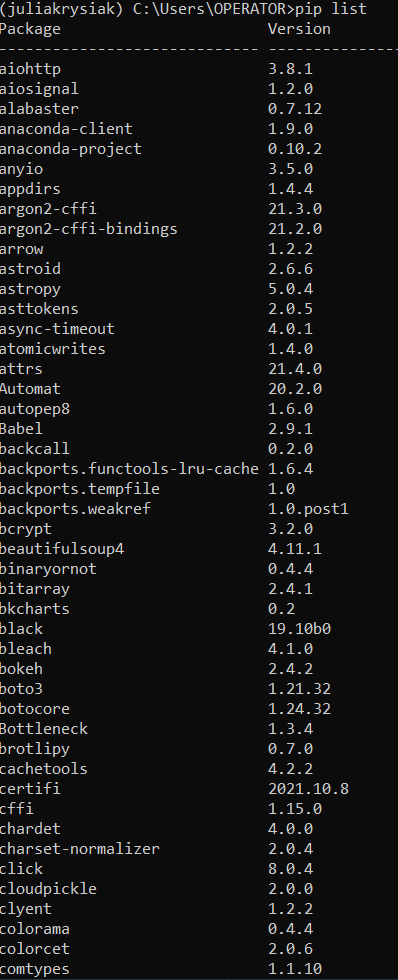 (juliakrysiak) C:\Users\OPERATOR>pip list
Package                       Version
----------------------------- ---------------
aiohttp                       3.8.1
aiosignal                     1.2.0
alabaster                     0.7.12
anaconda-client               1.9.0
anaconda-project              0.10.2
anyio                         3.5.0
appdirs                       1.4.4
argon2-cffi                   21.3.0
argon2-cffi-bindings          21.2.0
arrow                         1.2.2
astroid                       2.6.6
astropy                       5.0.4
asttokens                     2.0.5
async-timeout                 4.0.1
atomicwrites                  1.4.0
attrs                         21.4.0
Automat                       20.2.0
autopep8                      1.6.0
Babel                         2.9.1
backcall                      0.2.0
backports.functools-lru-cache 1.6.4
backports.tempfile            1.0
backports.weakref             1.0.post1
bcrypt                        3.2.0
beautifulsoup4                4.11.1
binaryornot                   0.4.4
bitarray                      2.4.1
bkcharts                      0.2
black                         19.10b0
bleach                        4.1.0
bokeh                         2.4.2
boto3                         1.21.32
botocore                      1.24.32
Bottleneck                    1.3.4
brotlipy                      0.7.0
cachetools                    4.2.2
certifi                       2021.10.8
cffi                          1.15.0
chardet                       4.0.0
charset-normalizer            2.0.4
click                         8.0.4
cloudpickle                   2.0.0
clyent                        1.2.2
colorama                      0.4.4
colorcet                      2.0.6
comtypes                      1.1.10